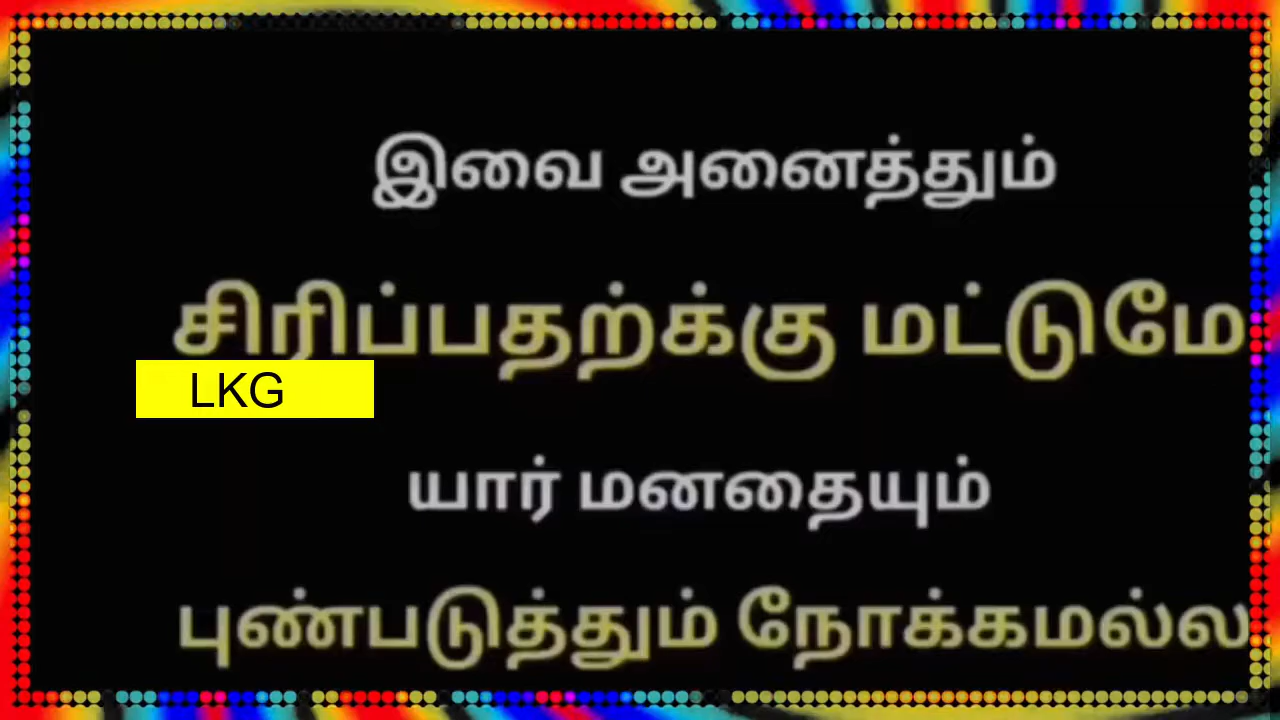 இவை அனைத்தும்
சிரிப்பதற்க்கு மட்டுமே
LKG
யார் மனதையும்
புண்படுத்தும் நோக்கமல்ல